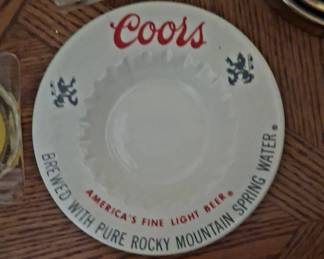 Coors
AMERICA'S FINE LIGHT BEER®
BREWED WITH PURE ROCKY MOUNTAIN SPRING WATER®